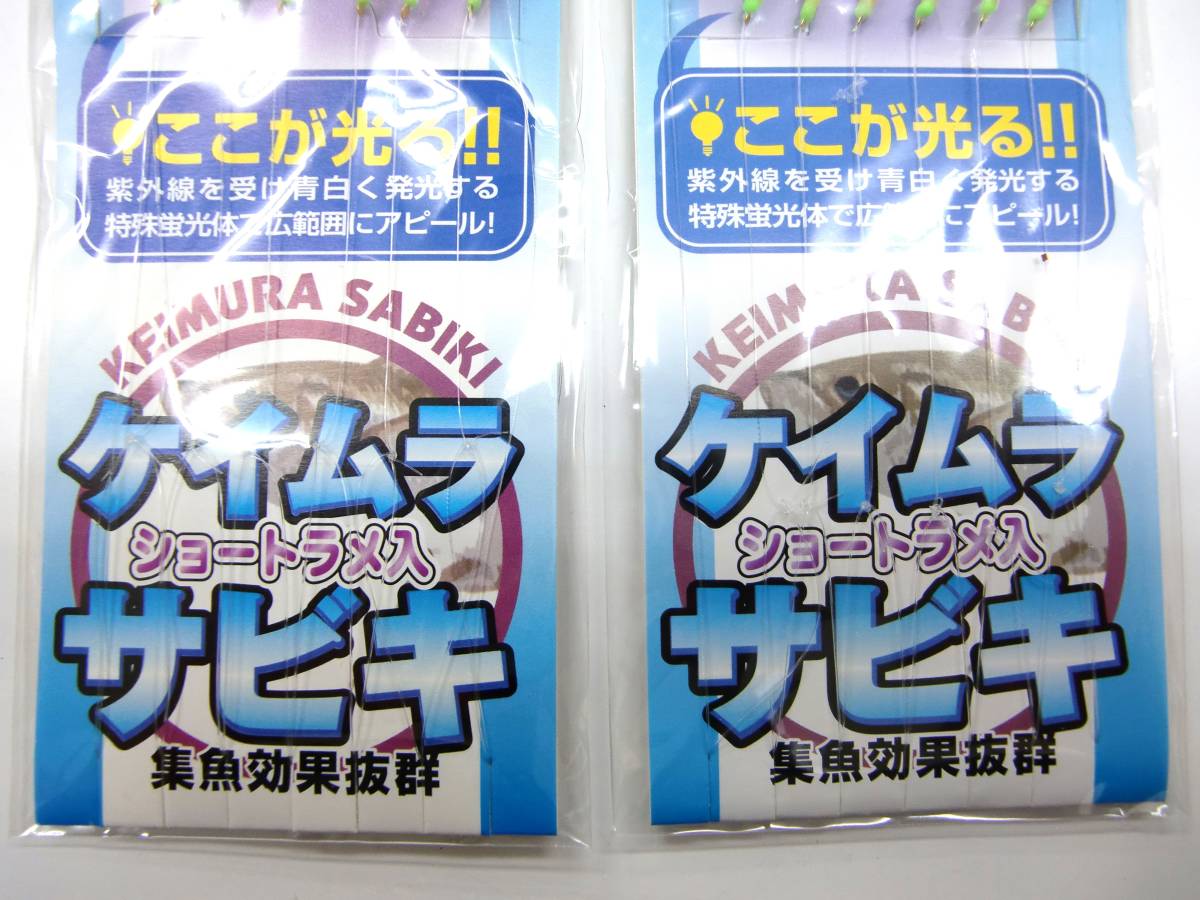 ここが光る!!
紫外線を受け青白く発光する
特殊蛍光体で広範囲にアピール!
KEIMURA SABIKI
ケイムラ
ショートラメ入
サビキ
集魚効果抜群
ここが光る!!
紫外線を受け青白く発光する
特殊蛍光体で広範囲にアピール!
KEIMURA SAB
ケイムラ
ショートラメ入
サビキ
集魚効果抜群